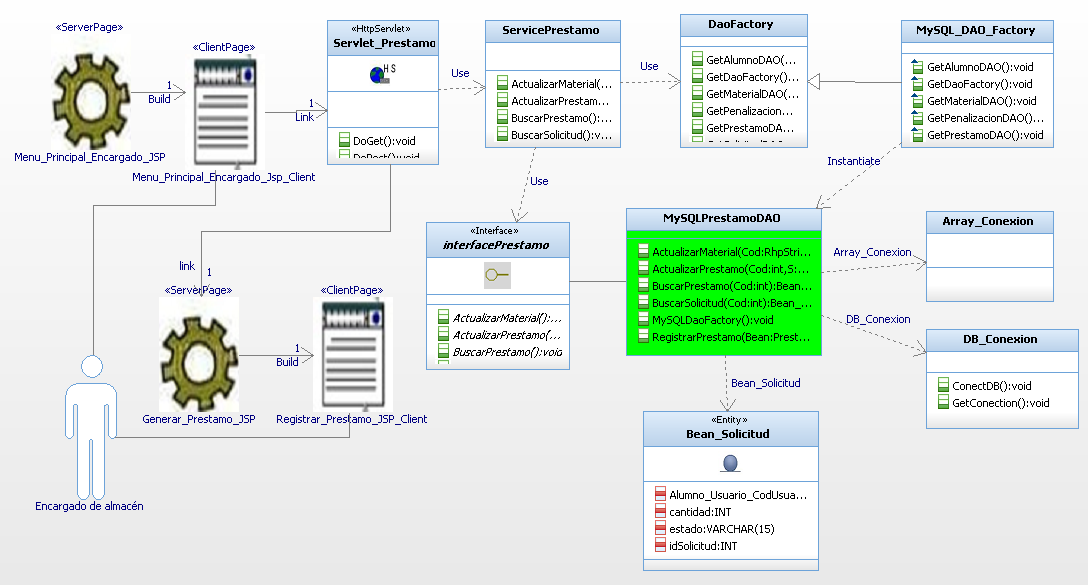 «ServerPage»
Menu_Principal_Encargado_JSP
1
Build
«ClientPage»
Menu_Principal_Encargado_Jsp_Client
1
Link
«HttpServlet»
Servlet_Prestamo
HS
DoGet():void
DoPost():void
Use
ServicePrestamo
ActualizarMaterial(...
ActualizarPrestam...
BuscarPrestamo():...
BuscarSolicitud():v...
Use
DaoFactory
GetAlumnoDAO(...
GetDaoFactory()...
GetMaterialDAO(...
GetPenalizacion...
GetPrestamoDA...
MySQL_DAO_Factory
GetAlumnoDAO():void
GetDaoFactory():void
GetMaterialDAO():void
GetPenalizacionDAO()...
GetPrestamoDAO():void
Instantiate
Use
«Interface»
interfacePrestamo
ActualizarMaterial():...
ActualizarPrestamo(...
BuscarPrestamo():void
MySQLPrestamoDAO
ActualizarMaterial(Cod:RhpStri...
ActualizarPrestamo(Cod:int,S:...
BuscarPrestamo(Cod:int):Bean...
BuscarSolicitud(Cod:int):Bean_...
MySQLDaoFactory():void
RegistrarPrestamo(Bean:Prest...
Array_Conexion
Array_Conexion
DB_Conexion
DB_Conexion
ConectDB():void
GetConection():void
Bean_Solicitud
«Entity»
Bean_Solicitud
Alumno_Usuario_CodUsua...
cantidad:INT
estado:VARCHAR(15)
idSolicitud:INT
link
1
«ServerPage»
Generar_Prestamo_JSP
1
Build
«ClientPage»
Registrar_Prestamo_JSP_Client
Encargado de almacén